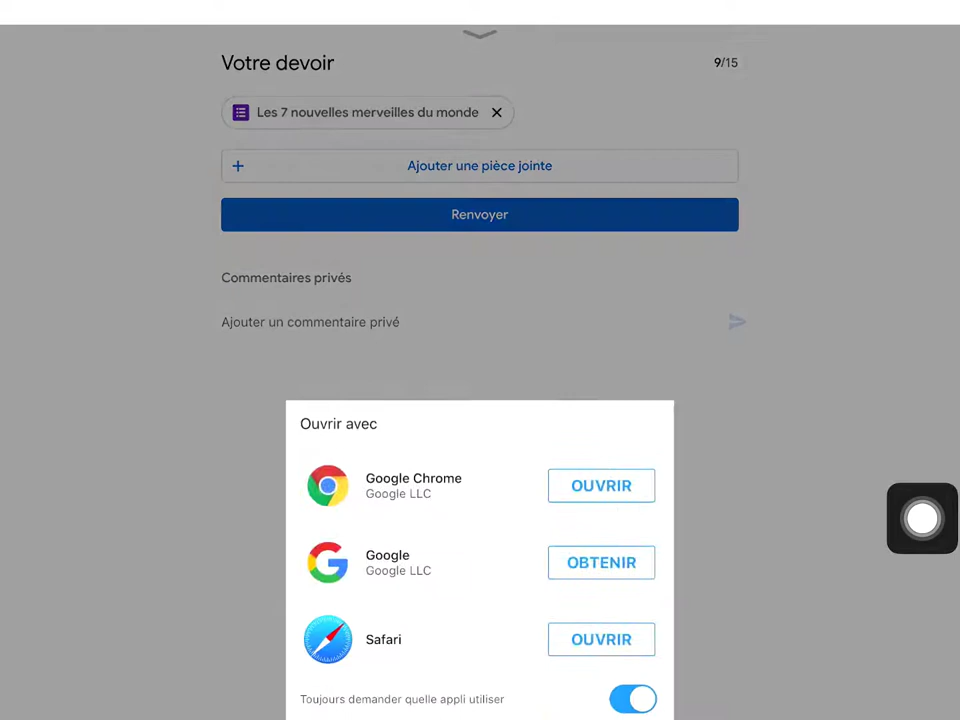 Votre devoir
9/15
Les 7 nouvelles merveilles du monde
Ajouter une pièce jointe
Renvoyer
Commentaires privés
Ajouter un commentaire privé
Ouvrir avec
Google Chrome
Google LLC
OUVRIR
Google
Google LLC
OBTENIR
Safari
OUVRIR
Toujours demander quelle appli utiliser